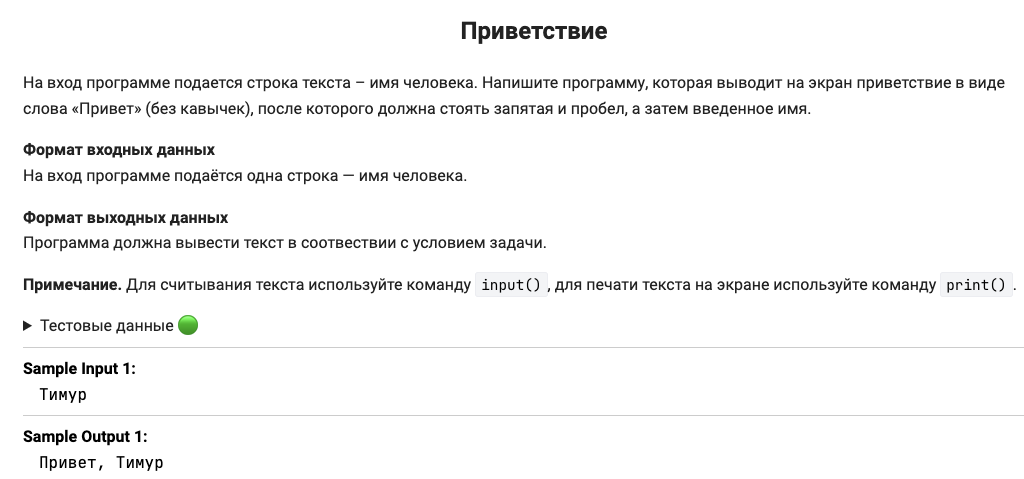 Приветствие
На вход программе подается строка текста – имя человека. Напишите программу, которая выводит на экран приветствие в виде
слова «Привет» (без кавычек), после которого должна стоять запятая и пробел, а затем введенное имя.
Формат входных данных
На вход программе подаётся одна строка — имя человека.
Формат выходных данных
Программа должна вывести текст в соотвествии с условием задачи.
Примечание. Для считывания текста используйте команду input(), для печати текста на экране используйте команду print().
Тестовые данные
Sample Input 1:
Тимур
Sample Output 1:
Привет, Тимур